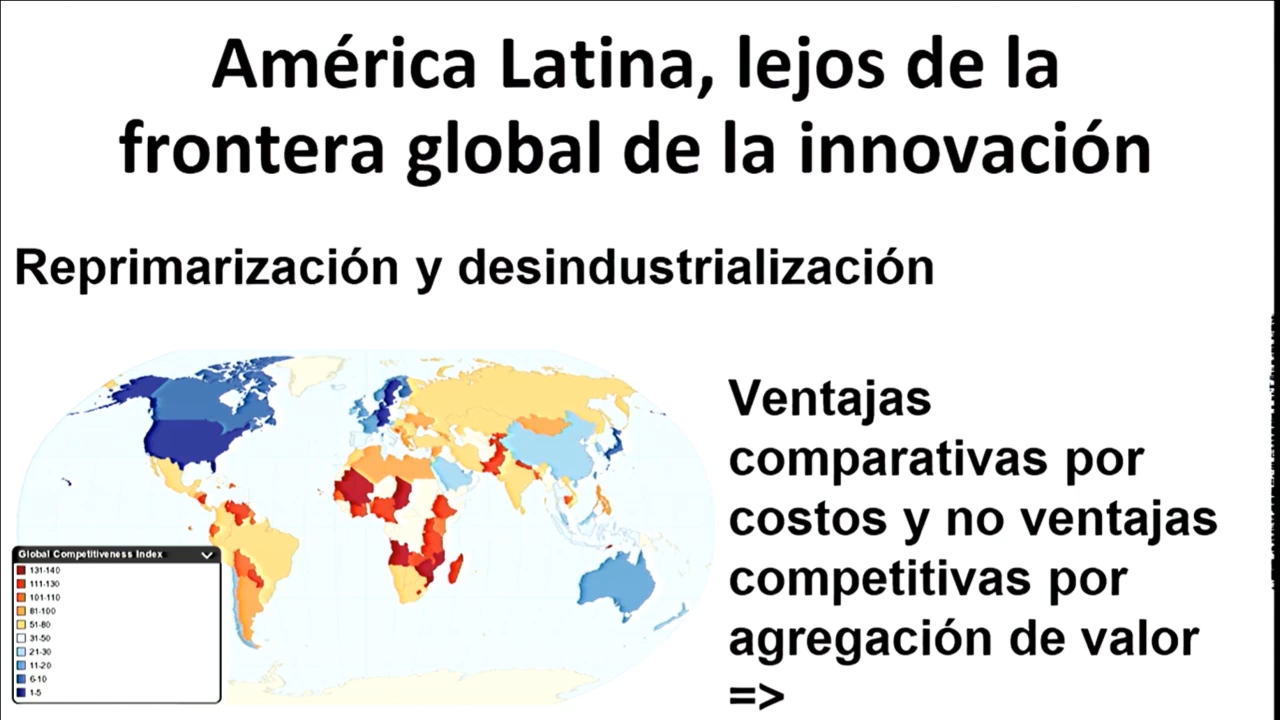 América Latina, lejos de la
frontera global de la innovación
Reprimarización y desindustrialización
Ventajas
comparativas por
costos y no ventajas
competitivas por
agregación de valor
=>
Global Competitiveness Index
131-140
111-130
101-110
81-100
51-80
31-50
21-30
11-20
6-10
1-5